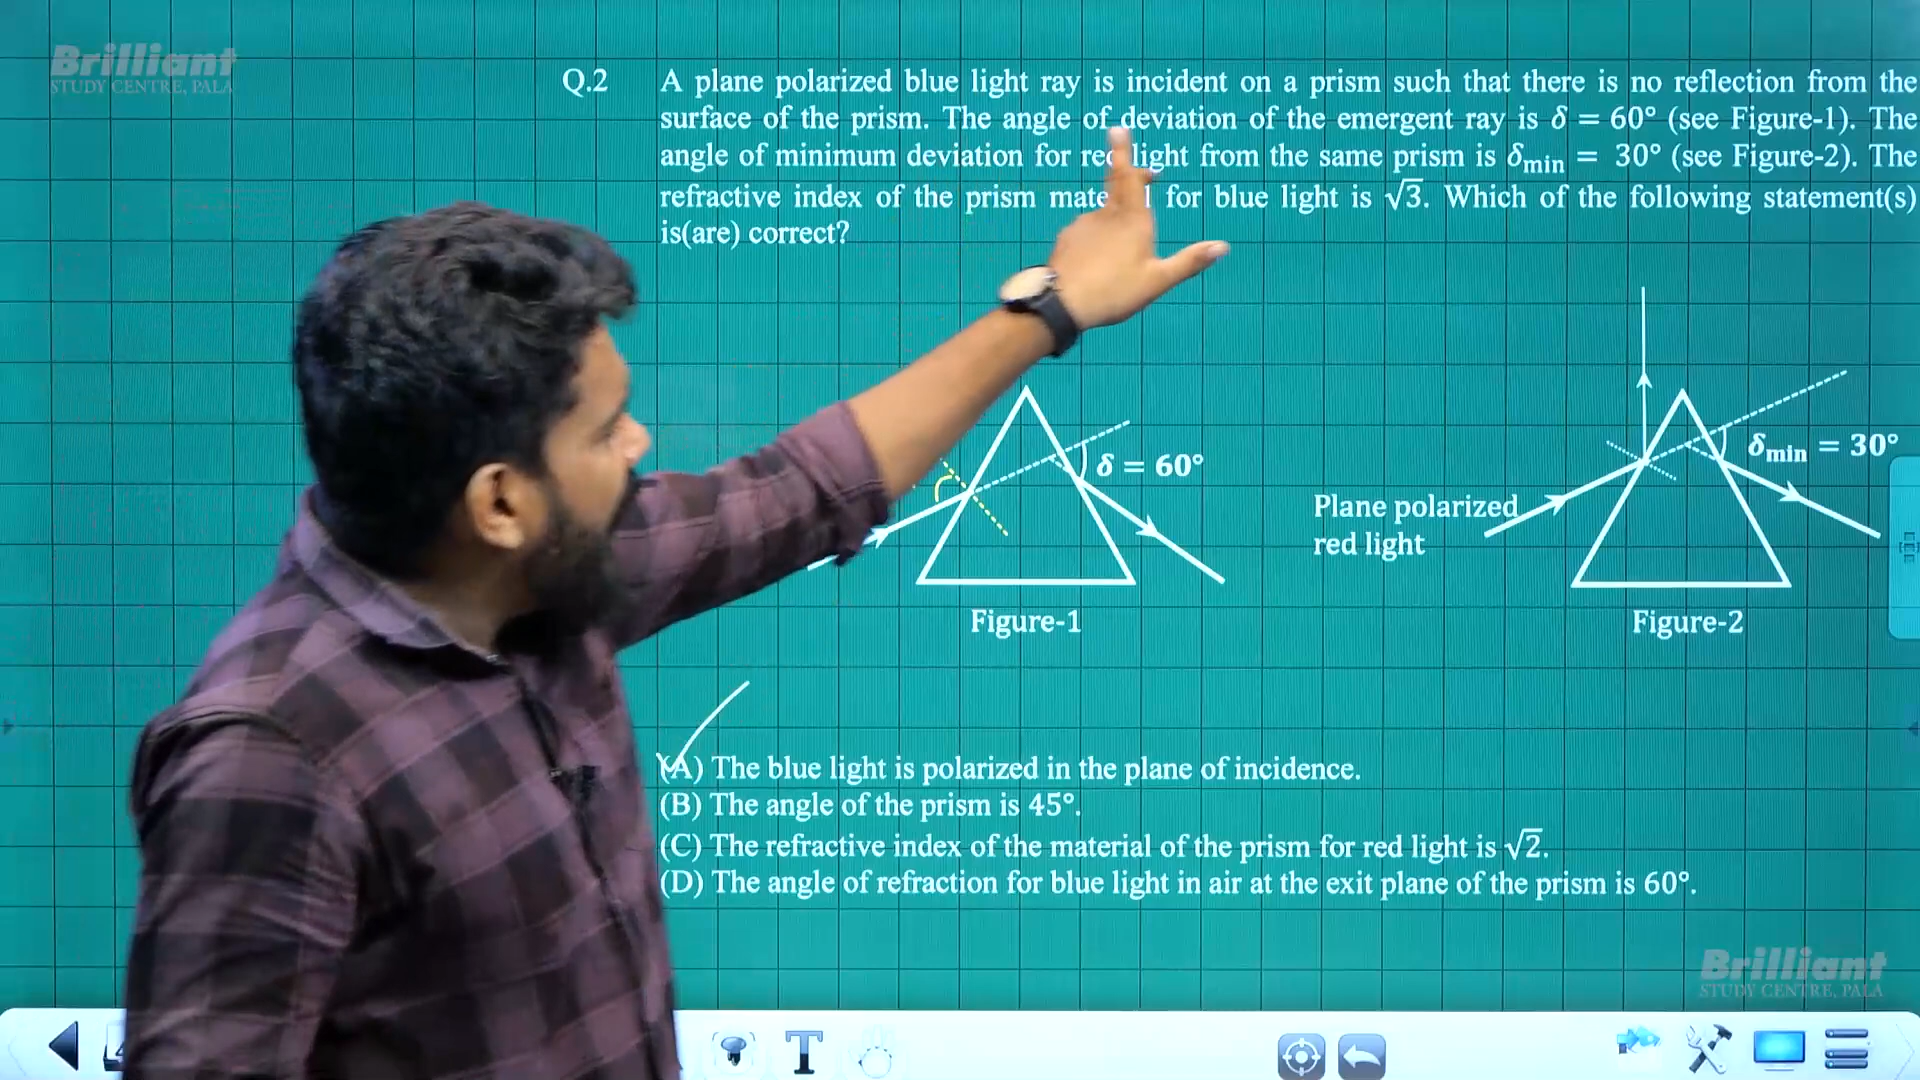 Brilliant
STUDY CENTRE, PALA
Q.2 A plane polarized blue light ray is incident on a prism such that there is no reflection from the
surface of the prism. The angle of deviation of the emergent ray is δ = 60° (see Figure-1). The
angle of minimum deviation for red light from the same prism is δmin = 30° (see Figure-2). The
refractive index of the prism mate l for blue light is √3. Which of the following statement(s)
is(are) correct?
δ = 60°
δmin = 30°
Plane polarized
red light
Figure-1
Figure-2
(A) The blue light is polarized in the plane of incidence.
(B) The angle of the prism is 45°.
(C) The refractive index of the material of the prism for red light is √2.
(D) The angle of refraction for blue light in air at the exit plane of the prism is 60°.
Brilliant
STUDY CENTRE, PALA
T